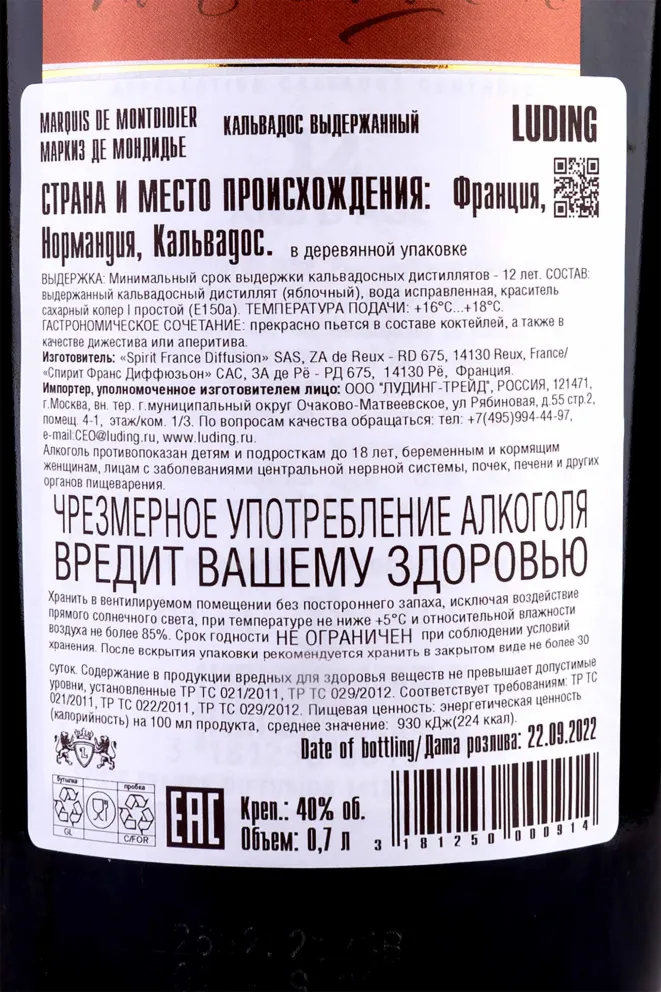 MARQUIS DE MONTDIDIER
МАРКИЗ ДЕ МОНДИДЬЕ
КАЛЬВАДОС ВЫДЕРЖАННЫЙ
LUDING
СТРАНА И МЕСТО ПРОИСХОЖДЕНИЯ: Франция,
Нормандия, Кальвадос. в деревянной упаковке
ВЫДЕРЖКА: Минимальный срок выдержки кальвадосных дистиллятов - 12 лет. СОСТАВ:
выдержанный кальвадосный дистиллят (яблочный), вода исправленная, краситель
сахарный колер I простой (E150a). ТЕМПЕРАТУРА ПОДАЧИ: +16°С...+18°С.
ГАСТРОНОМИЧЕСКОЕ СОЧЕТАНИЕ: прекрасно пьется в составе коктейлей, а также в
качестве дижестива или аперитива.
Изготовитель: «Spirit France Diffusion» SAS, ZA de Reux - RD 675, 14130 Reux, France/
«Спирит Франс Диффюзьон» САС, ЗА де Рё - РД 675, 14130 Рё, Франция.
Импортер, уполномоченное изготовителем лицо: ООО "ЛУДИНГ-ТРЕЙД", РОССИЯ, 121471,
г.Москва, вн. тер. г.муниципальный округ Очаково-Матвеевское, ул Рябиновая, д.55 стр.2,
помещ. 4-1, этаж/ком. 1/3. По вопросам качества обращаться: тел: +7(495)994-44-97,
e-mail:CEO@luding.ru, www.luding.ru.
Алкоголь противопоказан детям и подросткам до 18 лет, беременным и кормящим
женщинам, лицам с заболеваниями центральной нервной системы, почек, печени и других
органов пищеварения.
ЧРЕЗМЕРНОЕ УПОТРЕБЛЕНИЕ АЛКОГОЛЯ
ВРЕДИТ ВАШЕМУ ЗДОРОВЬЮ
Хранить в вентилируемом помещении без постороннего запаха, исключая воздействие
прямого солнечного света, при температуре не ниже +5°С и относительной влажности
воздуха не более 85%. Срок годности НЕ ОГРАНИЧЕН при соблюдении условий
хранения. После вскрытия упаковки рекомендуется хранить в закрытом виде не более 30
суток. Содержание в продукции вредных для здоровья веществ не превышает допустимые
уровни, установленные ТР ТС 021/2011, ТР ТС 029/2012. Соответствует требованиям: ТР ТС
021/2011, ТР ТС 022/2011, ТР ТС 029/2012. Пищевая ценность: энергетическая ценность
(калорийность) на 100 мл продукта, среднее значение: 930 кДж(224 ккал).
Date of bottling/Дата розлива: 22.09.2022
бутылка
пробка
GL
C/FOR
EAC
Креп.: 40% об.
Объем: 0,7 л
3 181250 000914